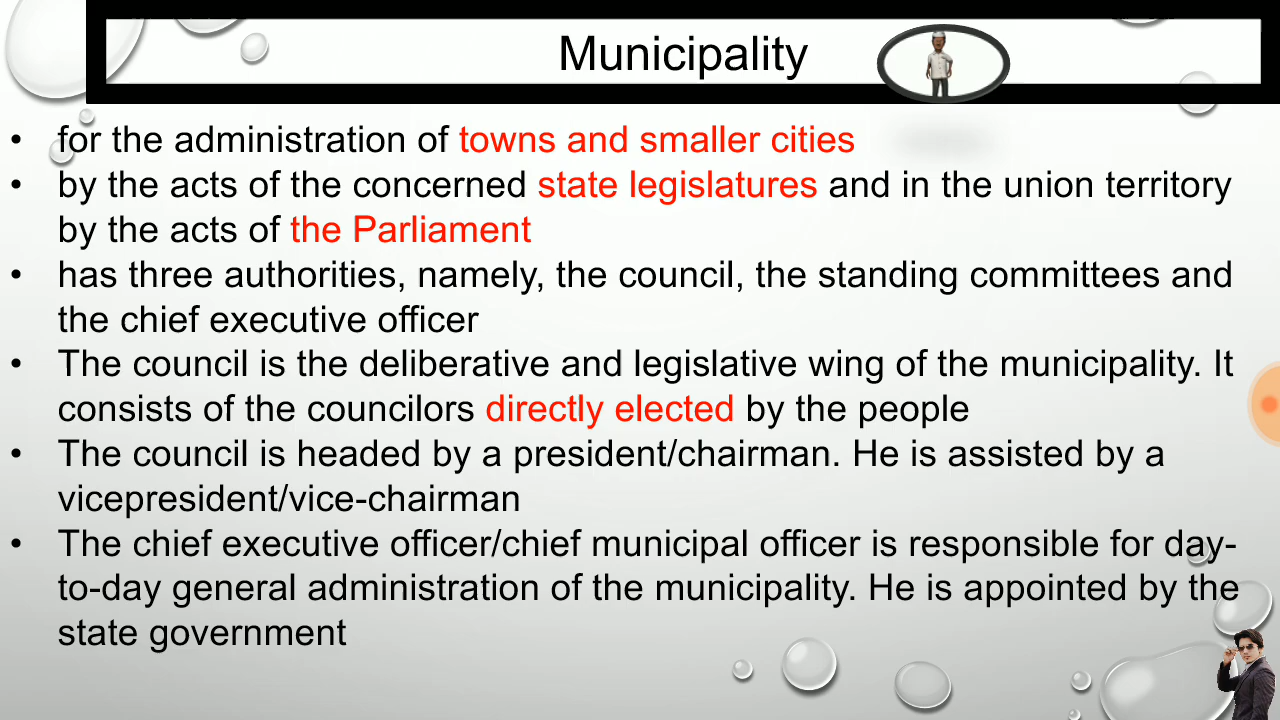 Municipality
• for the administration of towns and smaller cities
• by the acts of the concerned state legislatures and in the union territory
by the acts of the Parliament
• has three authorities, namely, the council, the standing committees and
the chief executive officer
• The council is the deliberative and legislative wing of the municipality. It
consists of the councilors directly elected by the people
• The council is headed by a president/chairman. He is assisted by a
vicepresident/vice-chairman
• The chief executive officer/chief municipal officer is responsible for day-
to-day general administration of the municipality. He is appointed by the
state government